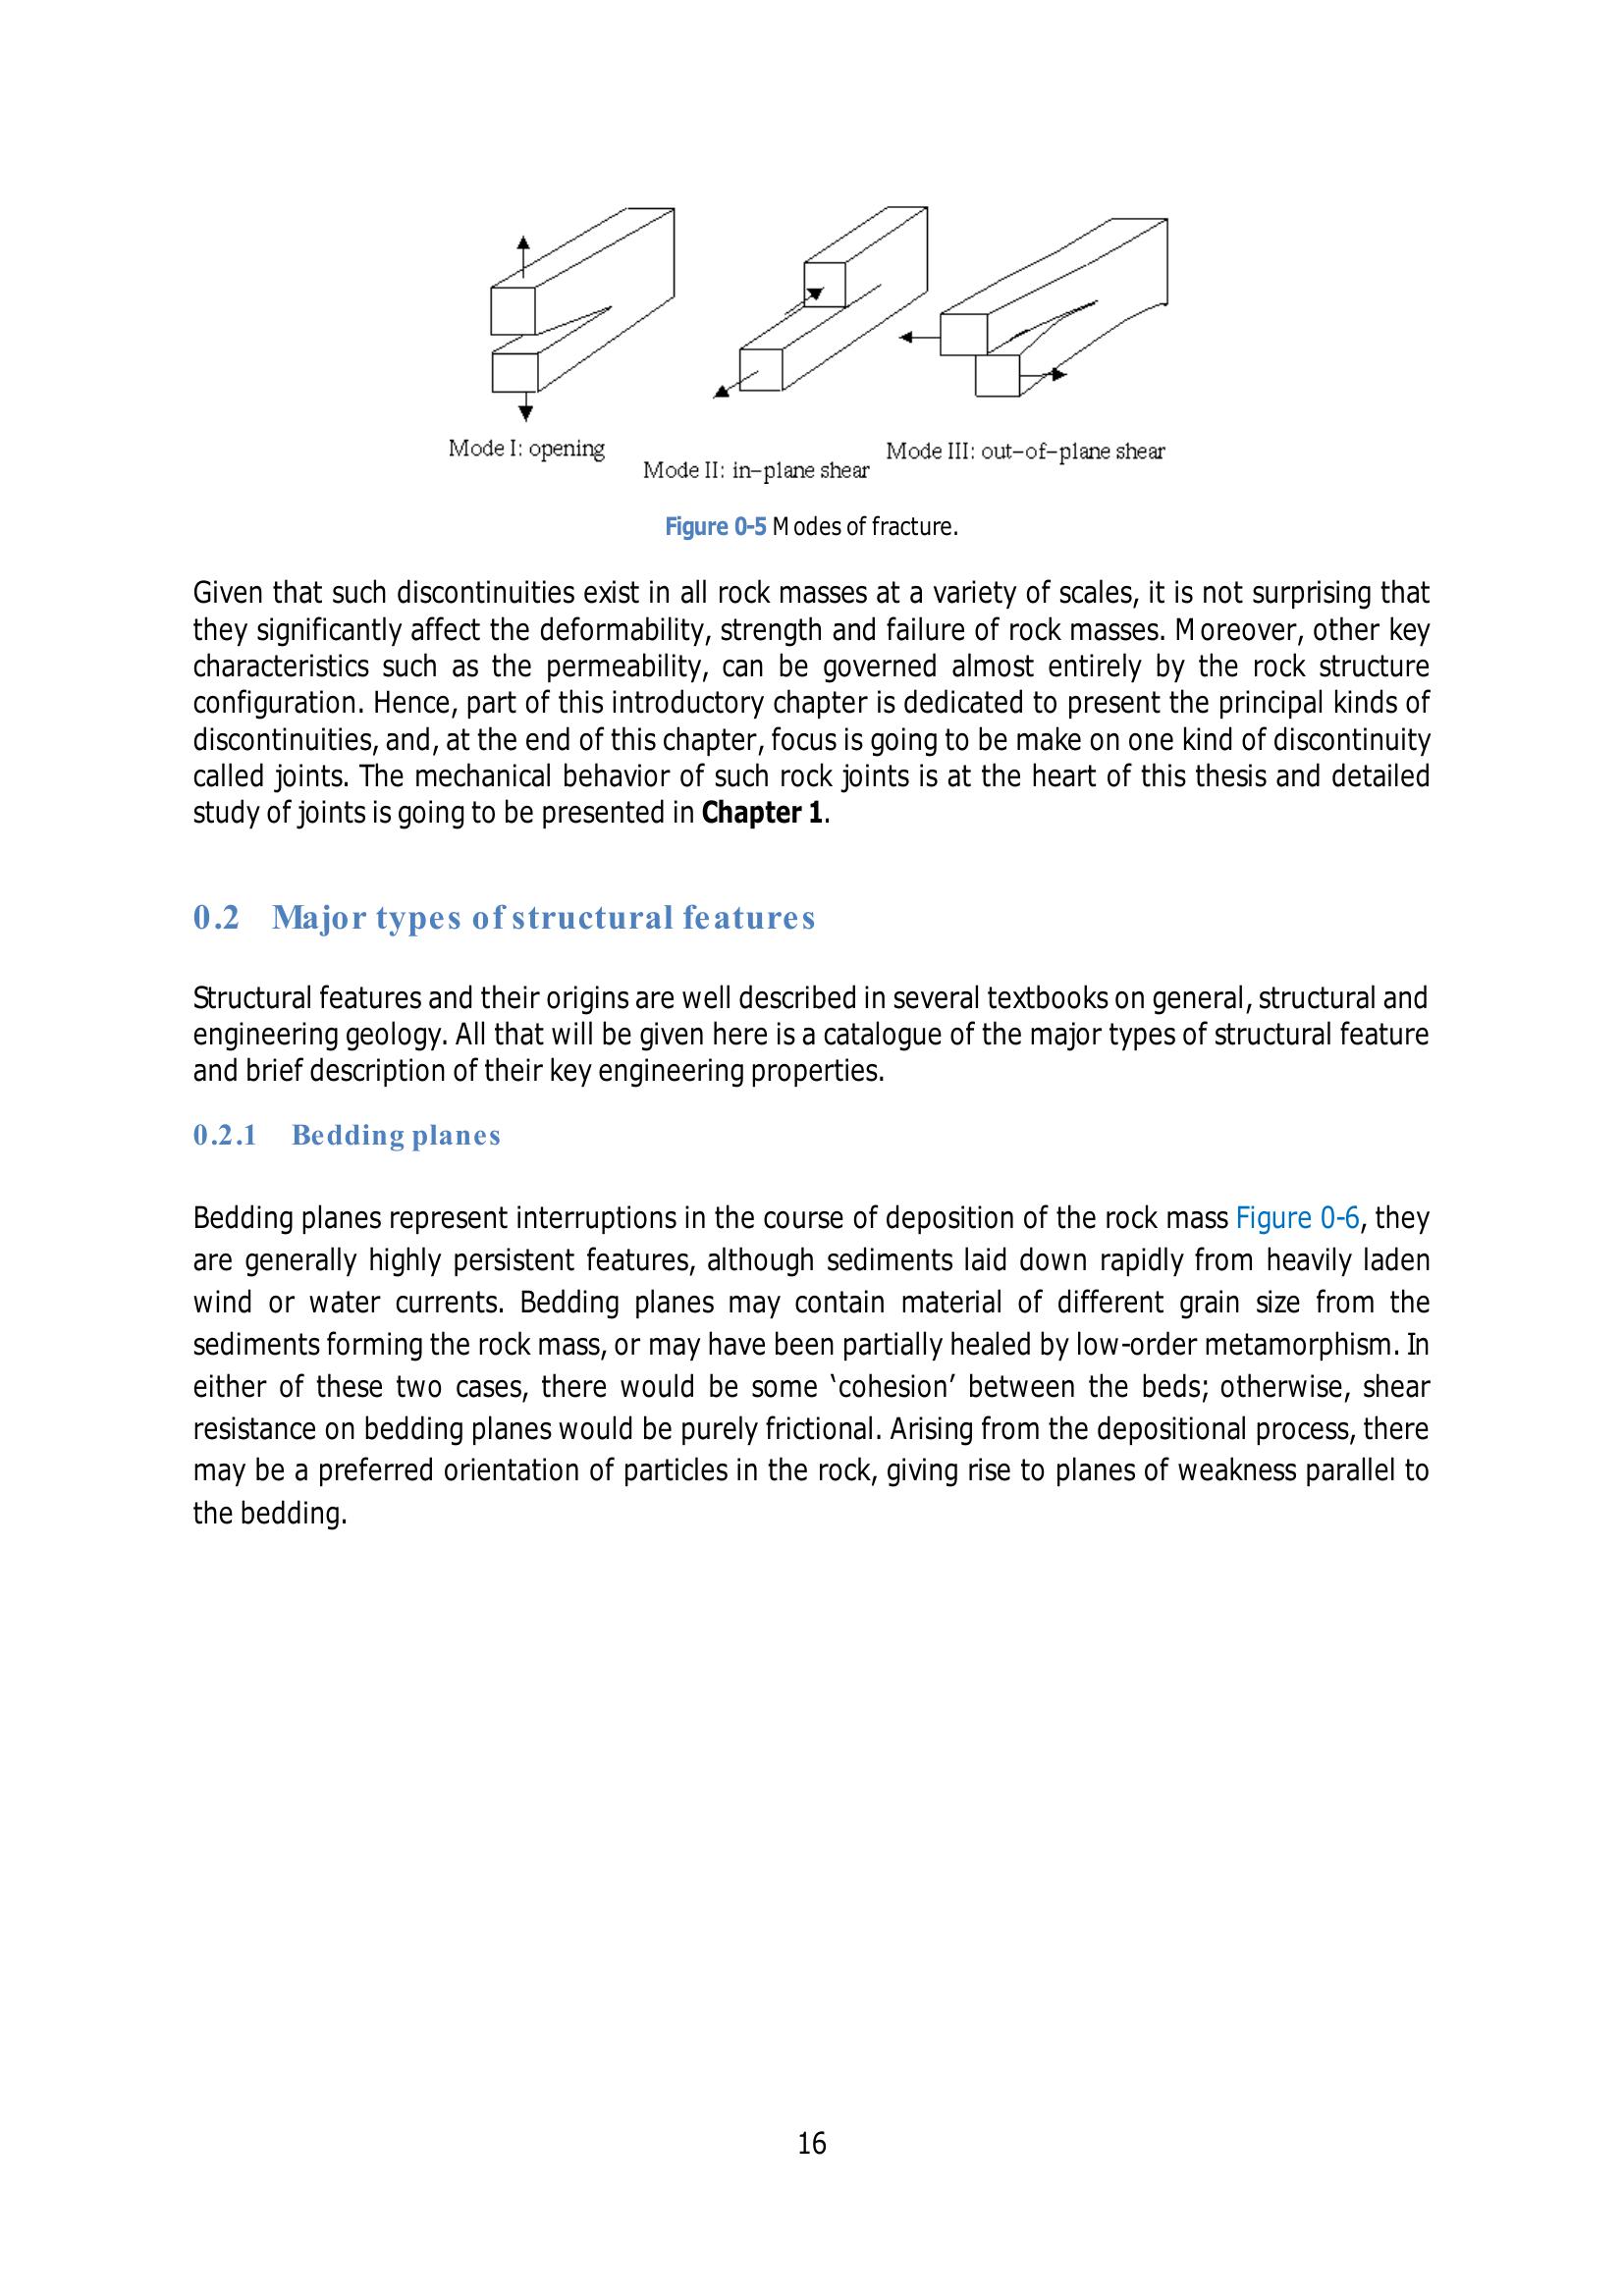 Mode I: opening
Mode II: in-plane shear
Mode III: out-of-plane shear
Figure 0-5 Modes of fracture.
Given that such discontinuities exist in all rock masses at a variety of scales, it is not surprising that
they significantly affect the deformability, strength and failure of rock masses. Moreover, other key
characteristics such as the permeability, can be governed almost entirely by the rock structure
configuration. Hence, part of this introductory chapter is dedicated to present the principal kinds of
discontinuities, and, at the end of this chapter, focus is going to be make on one kind of discontinuity
called joints. The mechanical behavior of such rock joints is at the heart of this thesis and detailed
study of joints is going to be presented in Chapter 1.
0.2 Major types of structural features
Structural features and their origins are well described in several textbooks on general, structural and
engineering geology. All that will be given here is a catalogue of the major types of structural feature
and brief description of their key engineering properties.
0.2.1 Bedding planes
Bedding planes represent interruptions in the course of deposition of the rock mass Figure 0-6, they
are generally highly persistent features, although sediments laid down rapidly from heavily laden
wind or water currents. Bedding planes may contain material of different grain size from the
sediments forming the rock mass, or may have been partially healed by low-order metamorphism. In
either of these two cases, there would be some ‘cohesion’ between the beds; otherwise, shear
resistance on bedding planes would be purely frictional. Arising from the depositional process, there
may be a preferred orientation of particles in the rock, giving rise to planes of weakness parallel to
the bedding.
16